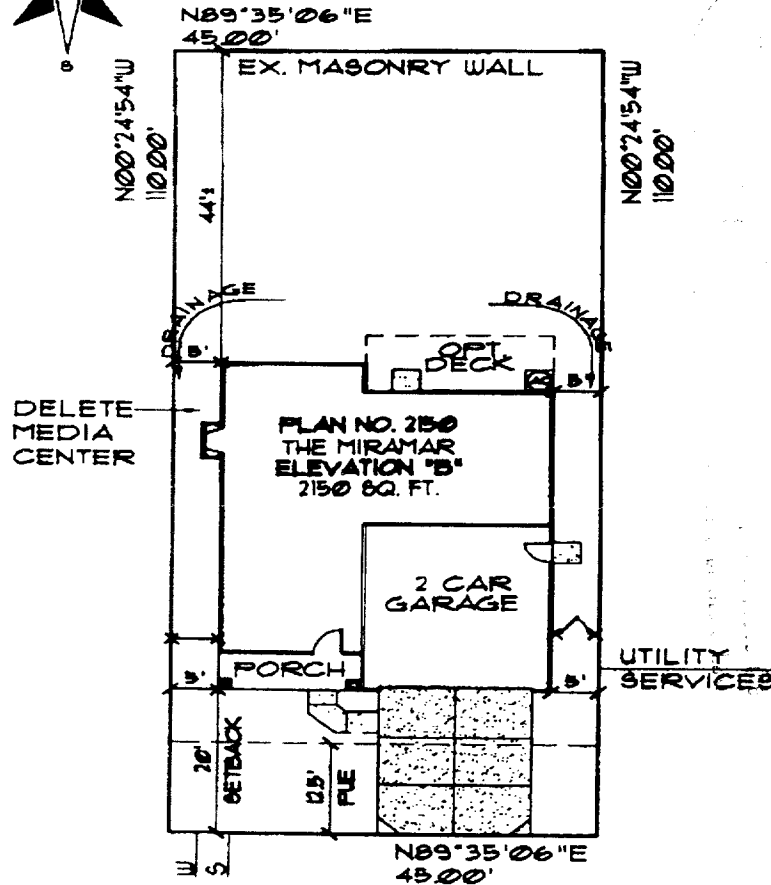 N89°35'06"E
45.00'
S
EX. MASONRY WALL
N00°24'54"W
110.00'
N00°24'54"W
110.00'
44'±
DRAINAGE
DRAINAGE
5'
OPT
DECK
AC
5'
DELETE
MEDIA
CENTER
PLAN NO. 2150
THE MIRAMAR
ELEVATION "B"
2150 SQ. FT.
2 CAR
GARAGE
PORCH
5'
5'
UTILITY
SERVICES
20'
SETBACK
12.5'
PUE
W
S
N89°35'06"E
45.00'